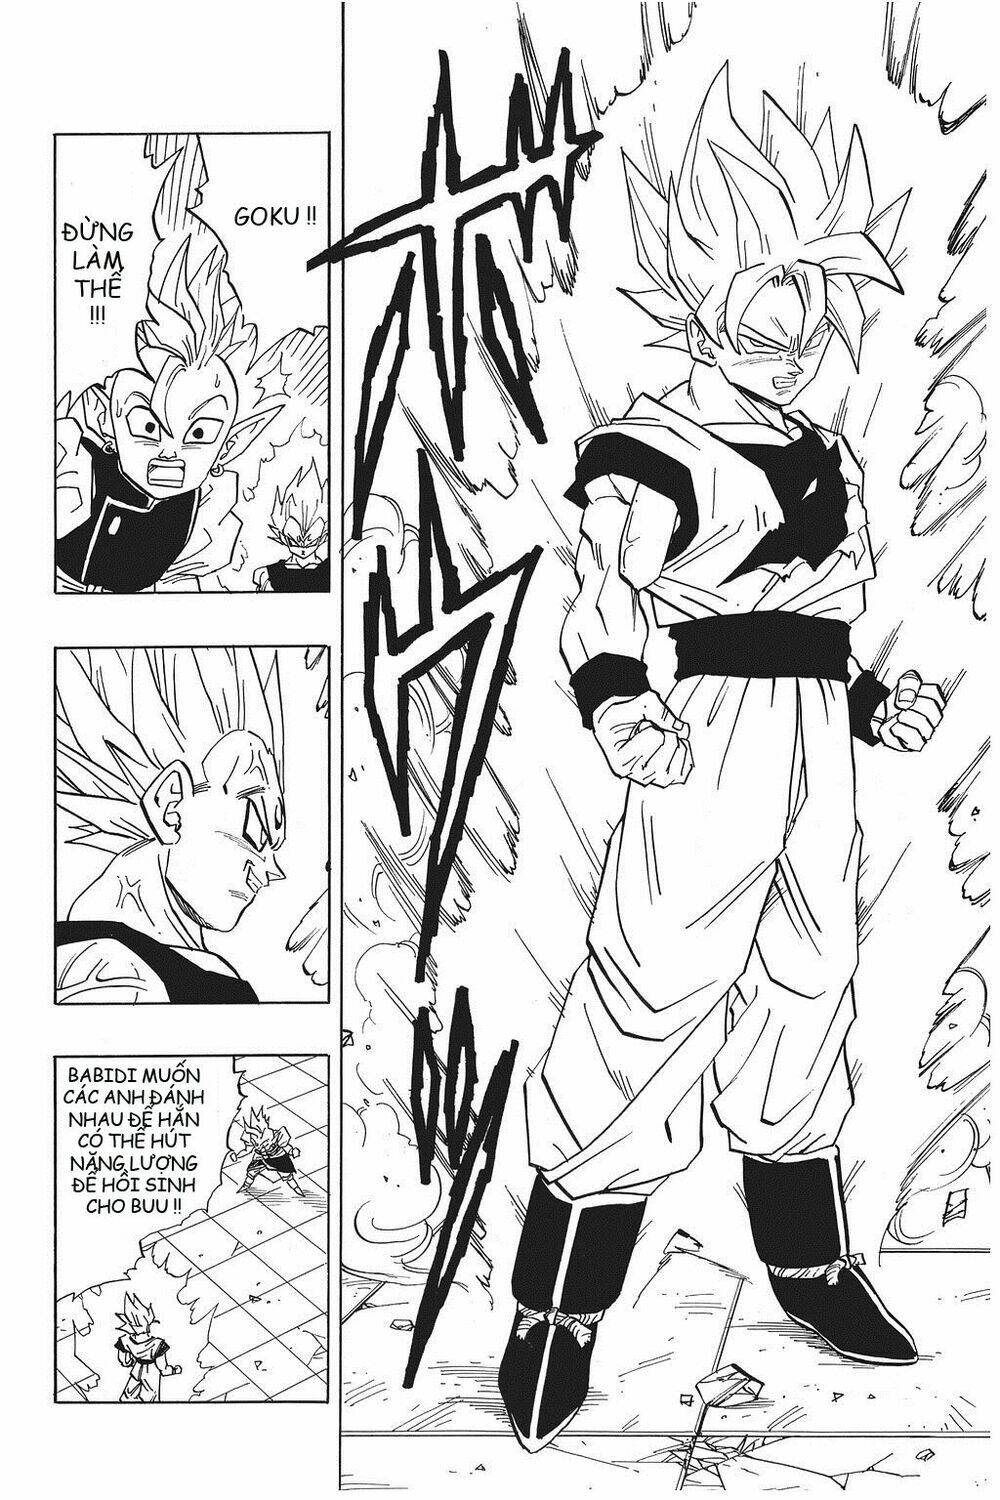 GOKU !!
ĐỪNG
LÀM
THẾ
!!!
BABIDI MUỐN
CÁC ANH ĐÁNH
NHAU ĐỂ HẮN
CÓ THỂ HÚT
NĂNG LƯỢNG
ĐỂ HỒI SINH
CHO BUU !!